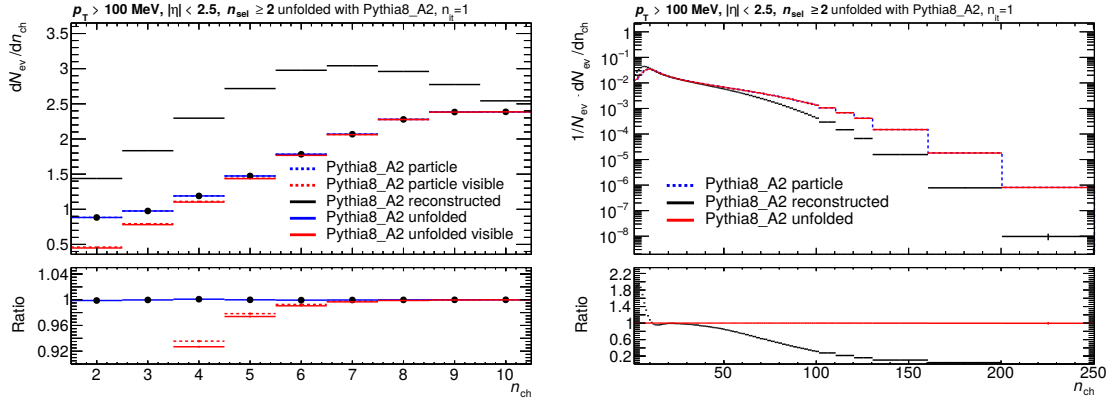 p_T > 100 MeV, |η| < 2.5, n_sel ≥ 2 unfolded with Pythia8_A2, n_it=1
dN_ev/dn_ch
3.5
3
2.5
2
1.5
1
0.5
Pythia8_A2 particle
Pythia8_A2 particle visible
Pythia8_A2 reconstructed
Pythia8_A2 unfolded
Pythia8_A2 unfolded visible
Ratio
1.04
1
0.96
0.92
2 3 4 5 6 7 8 9 10
n_ch
p_T > 100 MeV, |η| < 2.5, n_sel ≥ 2 unfolded with Pythia8_A2, n_it=1
1/N_ev · dN_ev/dn_ch
1
10⁻¹
10⁻²
10⁻³
10⁻⁴
10⁻⁵
10⁻⁶
10⁻⁷
10⁻⁸
Pythia8_A2 particle
Pythia8_A2 reconstructed
Pythia8_A2 unfolded
Ratio
2.2
1.8
1.4
1
0.6
0.2
50 100 150 200 250
n_ch